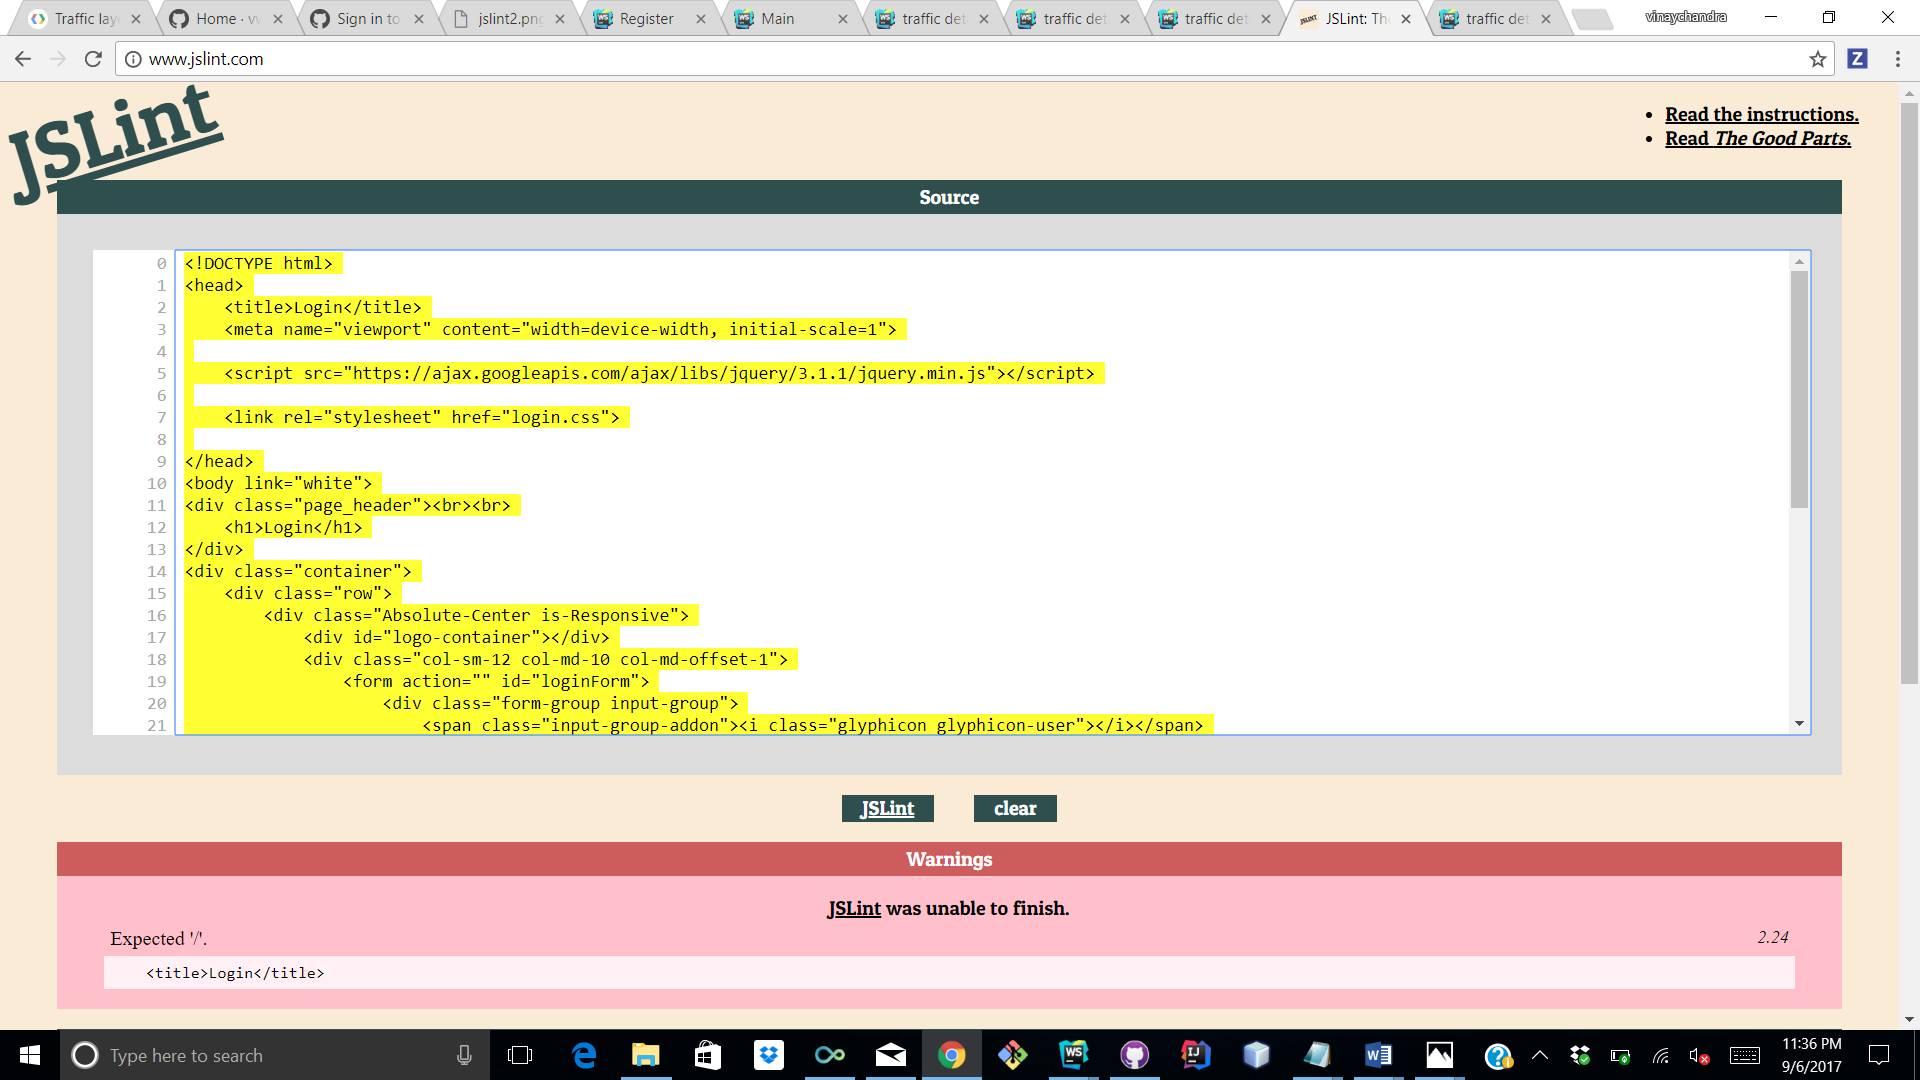 Traffic lay
Home · vv
Sign in to
jslint2.png
Register
Main
traffic det
traffic det
traffic det
JSLint: Th
traffic det
vinaychandra
www.jslint.com
Z
JSLint
• Read the instructions.
• Read The Good Parts.
Source
0 <!DOCTYPE html>
1 <head>
2     <title>Login</title>
3     <meta name="viewport" content="width=device-width, initial-scale=1">
4
5     <script src="https://ajax.googleapis.com/ajax/libs/jquery/3.1.1/jquery.min.js"></script>
6
7     <link rel="stylesheet" href="login.css">
8
9 </head>
10 <body link="white">
11 <div class="page_header"><br><br>
12     <h1>Login</h1>
13 </div>
14 <div class="container">
15     <div class="row">
16         <div class="Absolute-Center is-Responsive">
17             <div id="logo-container"></div>
18             <div class="col-sm-12 col-md-10 col-md-offset-1">
19                 <form action="" id="loginForm">
20                     <div class="form-group input-group">
21                         <span class="input-group-addon"><i class="glyphicon glyphicon-user"></i></span>
JSLint clear
Warnings
JSLint was unable to finish.
Expected '/'. 2.24
<title>Login</title>
Type here to search
11:36 PM
9/6/2017